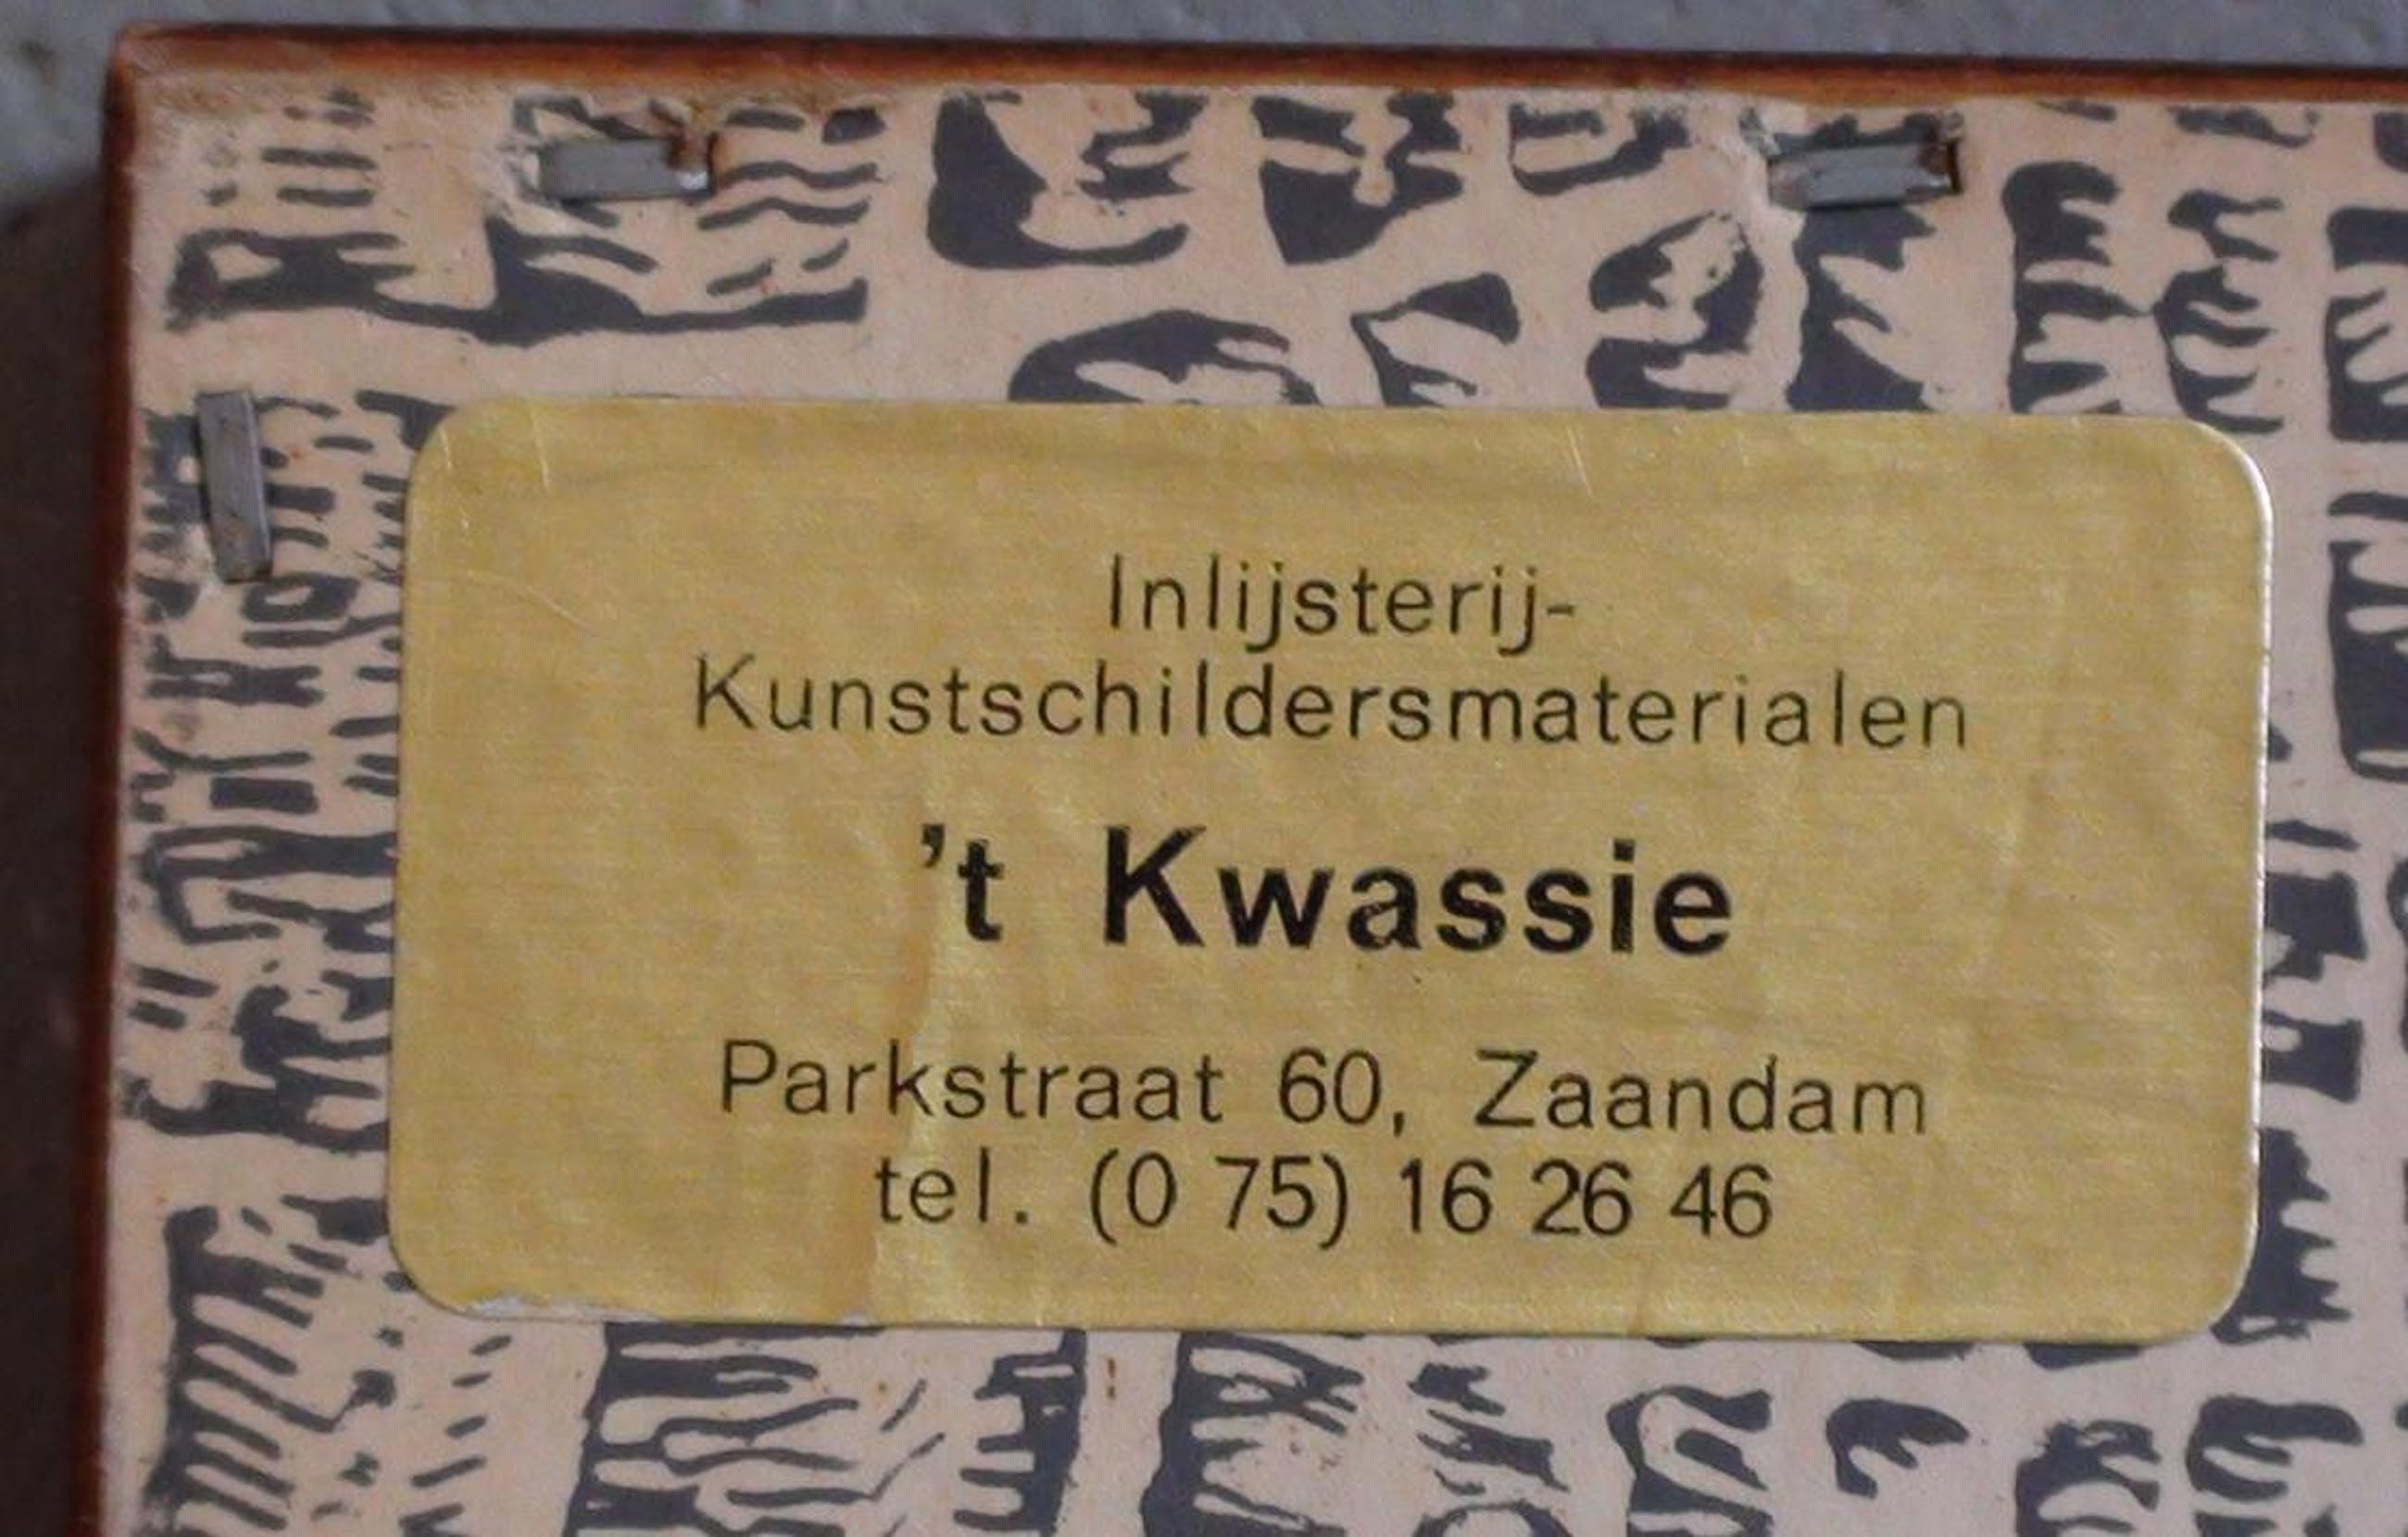 Inlijsterij-
Kunstschildersmaterialen
’t Kwassie
Parkstraat 60, Zaandam
tel. (0 75) 16 26 46